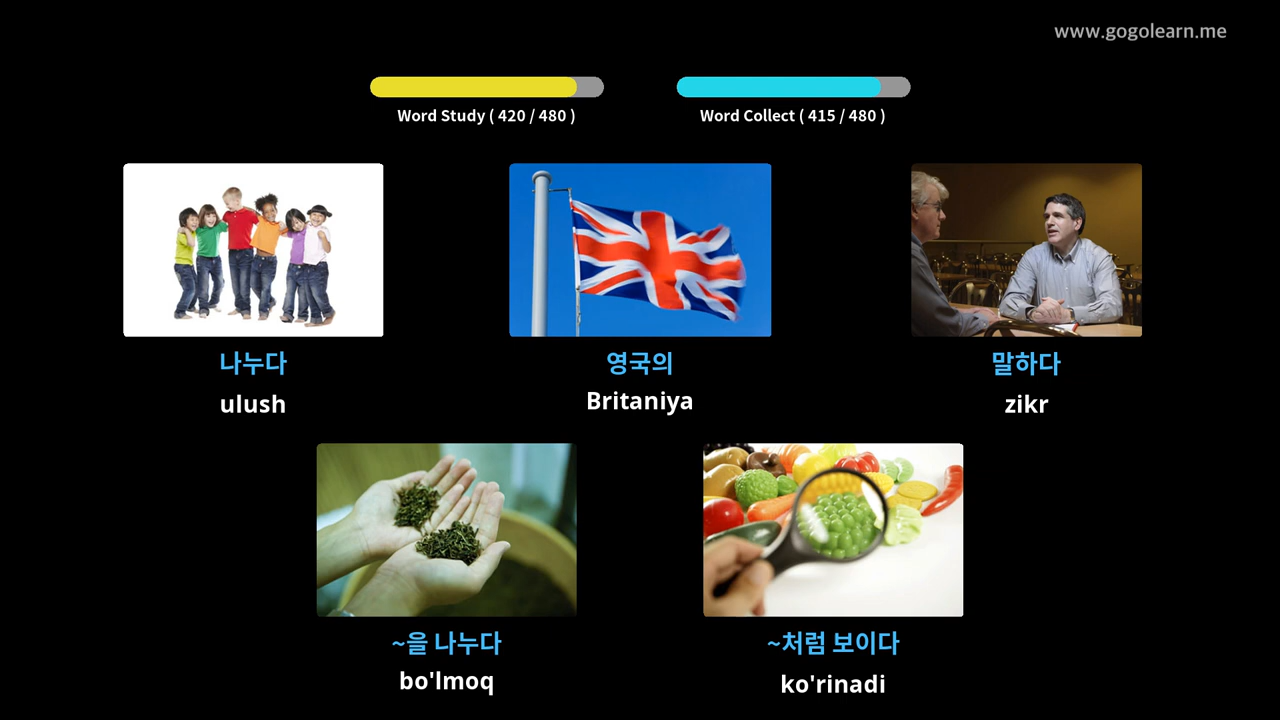 www.gogolearn.me
Word Study ( 420 / 480 )
Word Collect ( 415 / 480 )
나누다
ulush
영국의
Britaniya
말하다
zikr
~을 나누다
bo'lmoq
~처럼 보이다
ko'rinadi